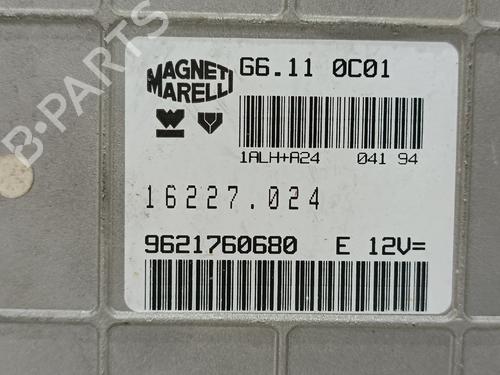 B-PARTS
MAGNETI MARELLI
G6.11 0C01
1ALH+A24 041 94
16227.024
9621760680 E 12V=